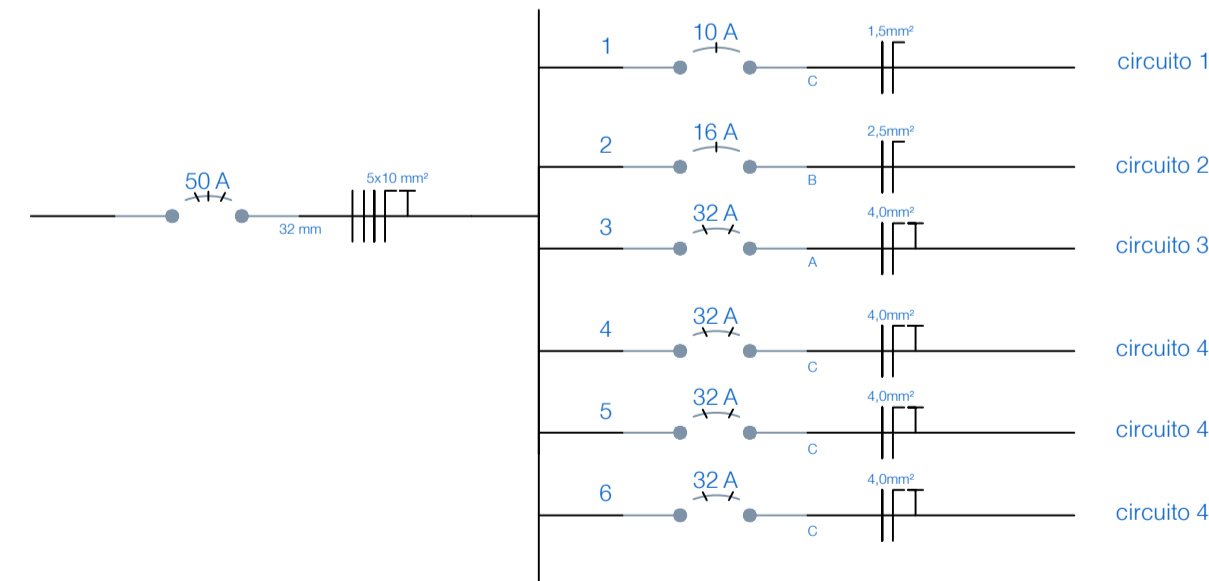 50 A
32 mm
5x10 mm²
1
10 A
C
1,5mm²
circuito 1
2
16 A
B
2,5mm²
circuito 2
3
32 A
A
4,0mm²
circuito 3
4
32 A
C
4,0mm²
circuito 4
5
32 A
C
4,0mm²
circuito 4
6
32 A
C
4,0mm²
circuito 4